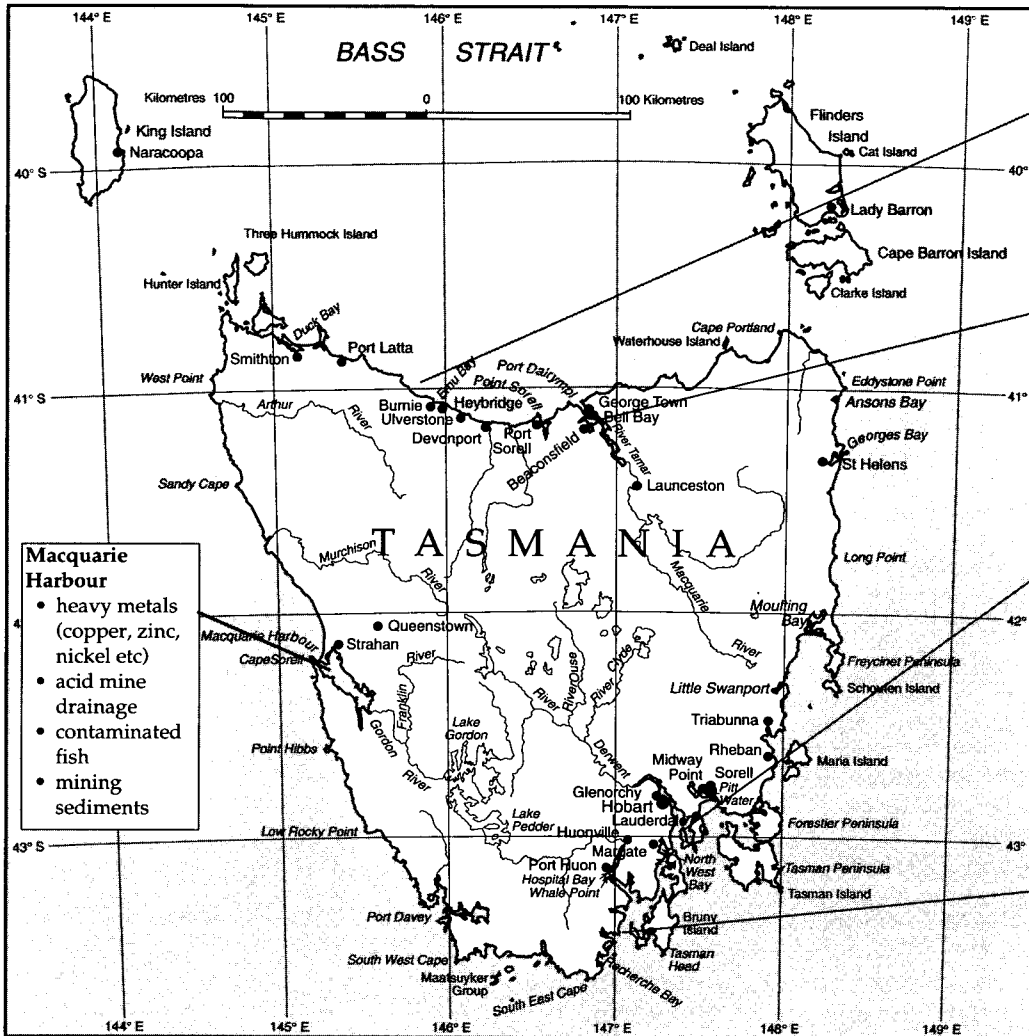 144° E
145° E
146° E
147° E
148° E
149° E
BASS STRAIT
Deal Island
Kilometres 100
0
100 Kilometres
Flinders
Island
King Island
Naracoopa
Cat Island
40° S
40°
Lady Barron
Three Hummock Island
Cape Barron Island
Hunter Island
Clarke Island
Duck Bay
Cape Portland
Waterhouse Island
Port Latta
Smithton
Port Dalrympl
Emu Bay
Point Sorell
West Point
Eddystone Point
41° S
41°
Burnie
Heybridge
George Town
Ansons Bay
Arthur
River
Ulverstone
Bell Bay
Devonport
Port
Sorell
Beaconsfield
River Tamar
Georges Bay
St Helens
Sandy Cape
Launceston
TASMANIA
Long Point
Murchison
River
Macquarie
River
Macquarie
Harbour
• heavy metals
(copper, zinc,
nickel etc)
• acid mine
drainage
• contaminated
fish
• mining
sediments
Moulting
Bay
42°
Queenstown
Macquarie Harbour
Strahan
Cape Sorell
River
Franklin
River
River Ouse
River Clyde
Freycinet Peninsula
Little Swanport
Schouten Island
Gordon
River
Lake
Gordon
Triabunna
Point Hibbs
Derwent
Rheban
Midway
Point
Sorell
Maria Island
Pitt
Water
Glenorchy
Hobart
Lauderda
Lake
Pedder
Low Rocky Point
Huonville
Forestier Peninsula
43° S
43°
Margate
Port Huon
North
West
Bay
Hospital Bay
Whale Point
Tasman Peninsula
Tasman Island
Port Davey
Bruny
Island
South West Cape
Tasman
Head
Maatsuyker
Group
Recherche Bay
South East Cape
144° E
145° E
146° E
147° E
148° E
149° E